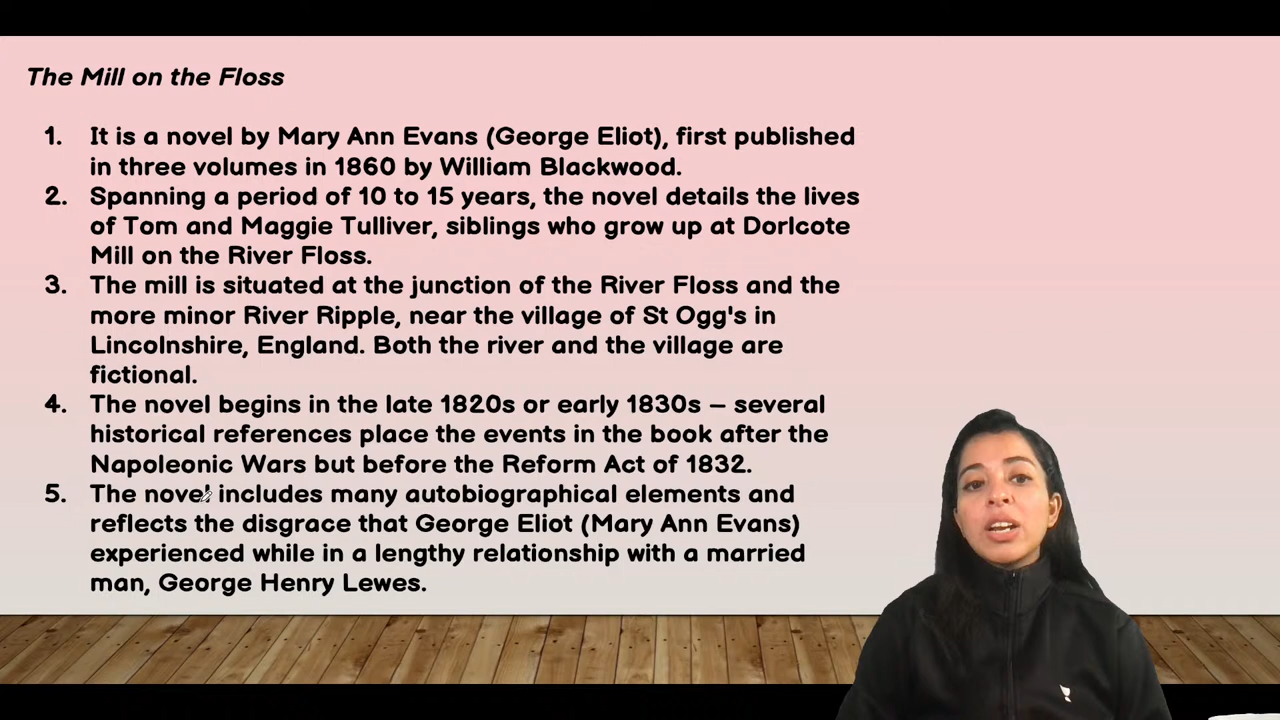 The Mill on the Floss
1. It is a novel by Mary Ann Evans (George Eliot), first published
in three volumes in 1860 by William Blackwood.
2. Spanning a period of 10 to 15 years, the novel details the lives
of Tom and Maggie Tulliver, siblings who grow up at Dorlcote
Mill on the River Floss.
3. The mill is situated at the junction of the River Floss and the
more minor River Ripple, near the village of St Ogg's in
Lincolnshire, England. Both the river and the village are
fictional.
4. The novel begins in the late 1820s or early 1830s – several
historical references place the events in the book after the
Napoleonic Wars but before the Reform Act of 1832.
5. The novel includes many autobiographical elements and
reflects the disgrace that George Eliot (Mary Ann Evans)
experienced while in a lengthy relationship with a married
man, George Henry Lewes.